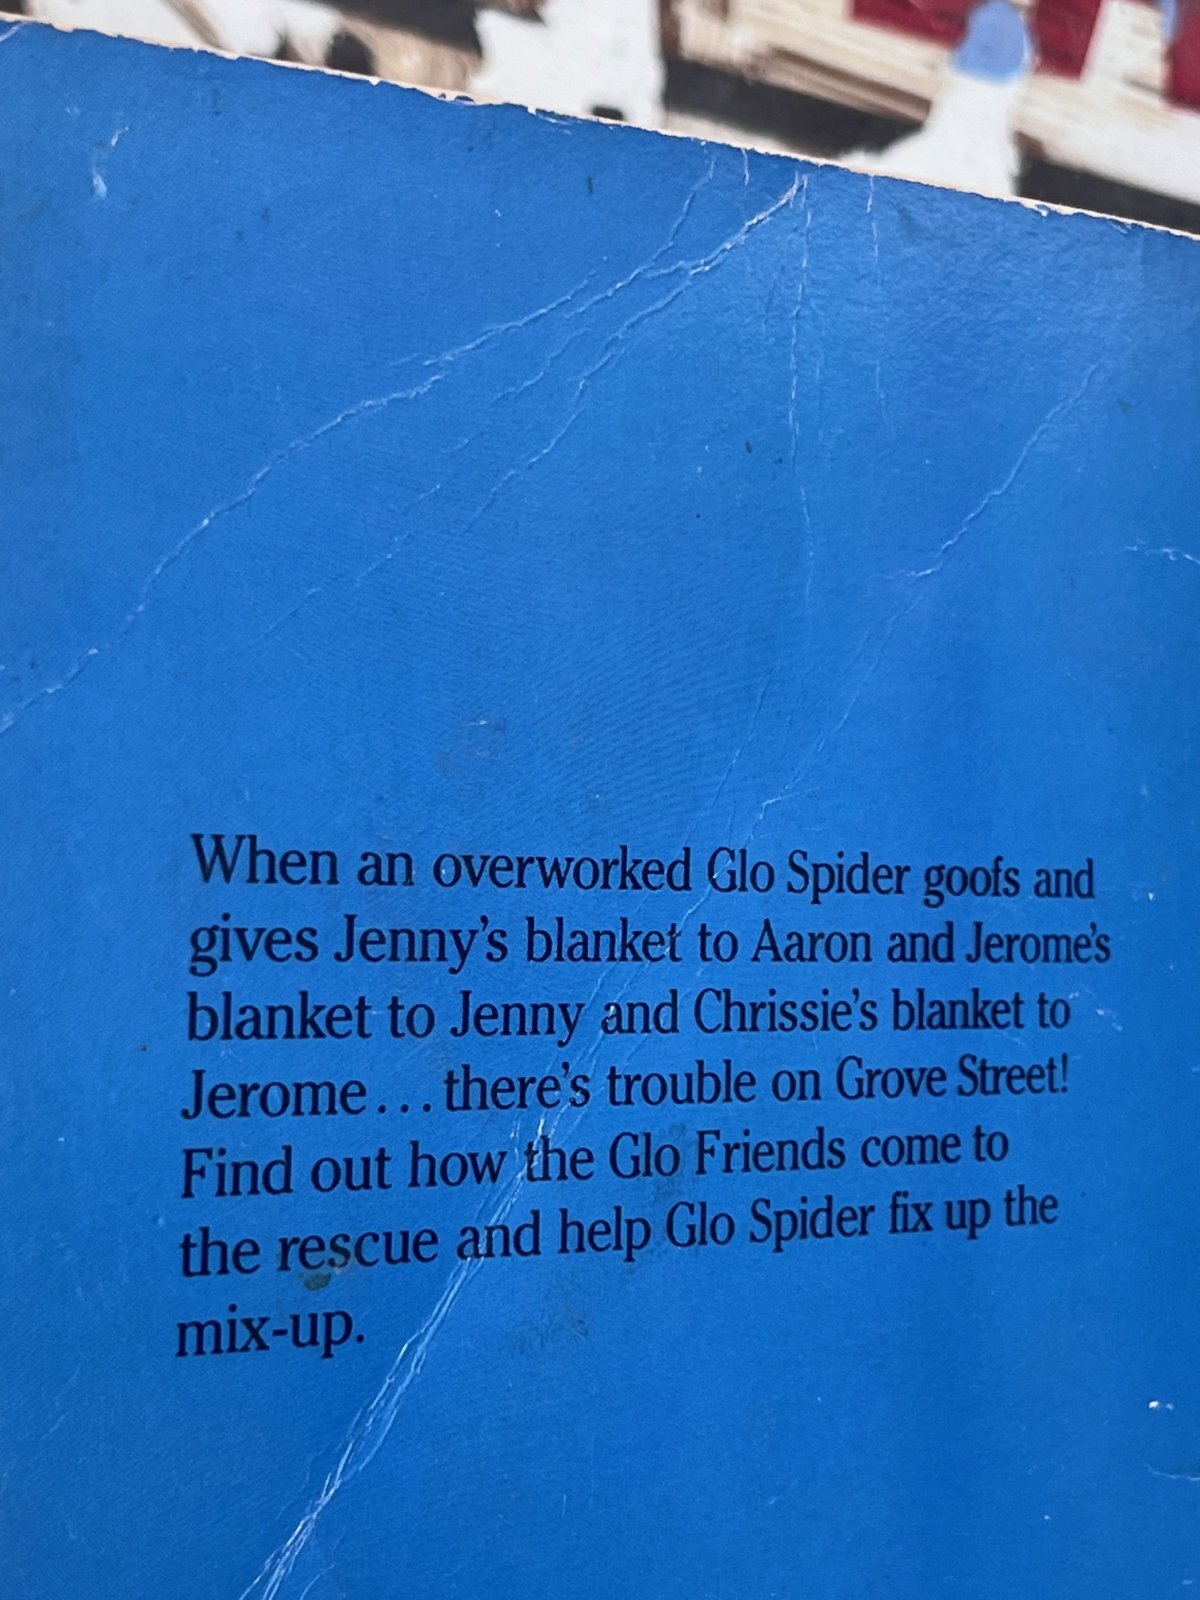 When an overworked Glo Spider goofs and
gives Jenny's blanket to Aaron and Jerome's
blanket to Jenny and Chrissie's blanket to
Jerome...there's trouble on Grove Street!
Find out how the Glo Friends come to
the rescue and help Glo Spider fix up the
mix-up.